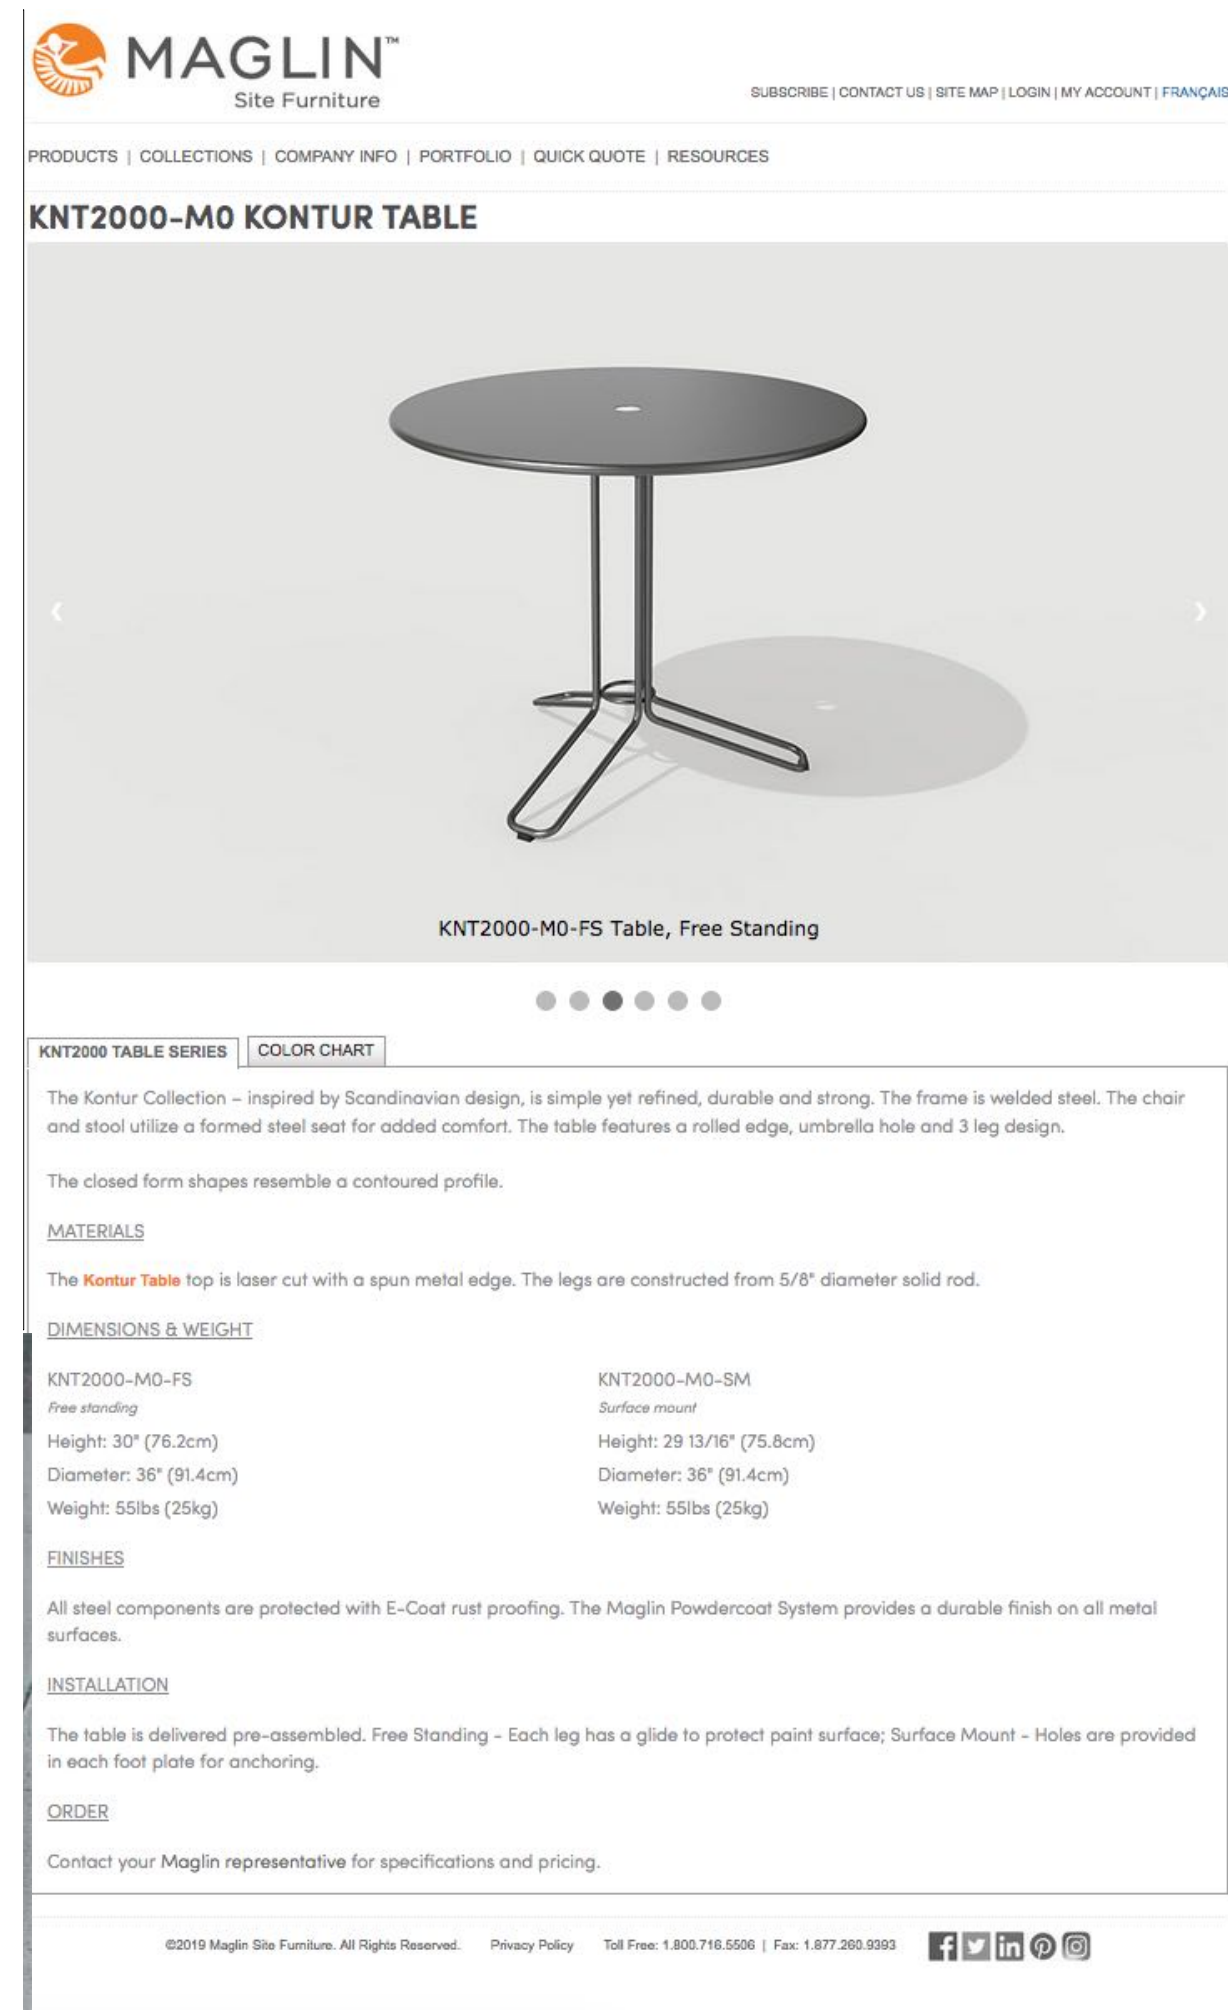 MAGLIN™
Site Furniture
SUBSCRIBE | CONTACT US | SITE MAP | LOGIN | MY ACCOUNT | FRANÇAIS
PRODUCTS | COLLECTIONS | COMPANY INFO | PORTFOLIO | QUICK QUOTE | RESOURCES
KNT2000-M0 KONTUR TABLE
KNT2000-M0-FS Table, Free Standing
KNT2000 TABLE SERIES COLOR CHART
The Kontur Collection – inspired by Scandinavian design, is simple yet refined, durable and strong. The frame is welded steel. The chair
and stool utilize a formed steel seat for added comfort. The table features a rolled edge, umbrella hole and 3 leg design.
The closed form shapes resemble a contoured profile.
MATERIALS
The Kontur Table top is laser cut with a spun metal edge. The legs are constructed from 5/8" diameter solid rod.
DIMENSIONS & WEIGHT
KNT2000-M0-FS
Free standing
Height: 30" (76.2cm)
Diameter: 36" (91.4cm)
Weight: 55lbs (25kg)
KNT2000-M0-SM
Surface mount
Height: 29 13/16" (75.8cm)
Diameter: 36" (91.4cm)
Weight: 55lbs (25kg)
FINISHES
All steel components are protected with E-Coat rust proofing. The Maglin Powdercoat System provides a durable finish on all metal
surfaces.
INSTALLATION
The table is delivered pre-assembled. Free Standing - Each leg has a glide to protect paint surface; Surface Mount - Holes are provided
in each foot plate for anchoring.
ORDER
Contact your Maglin representative for specifications and pricing.
©2019 Maglin Site Furniture. All Rights Reserved. Privacy Policy Toll Free: 1.800.716.5506 | Fax: 1.877.260.9393